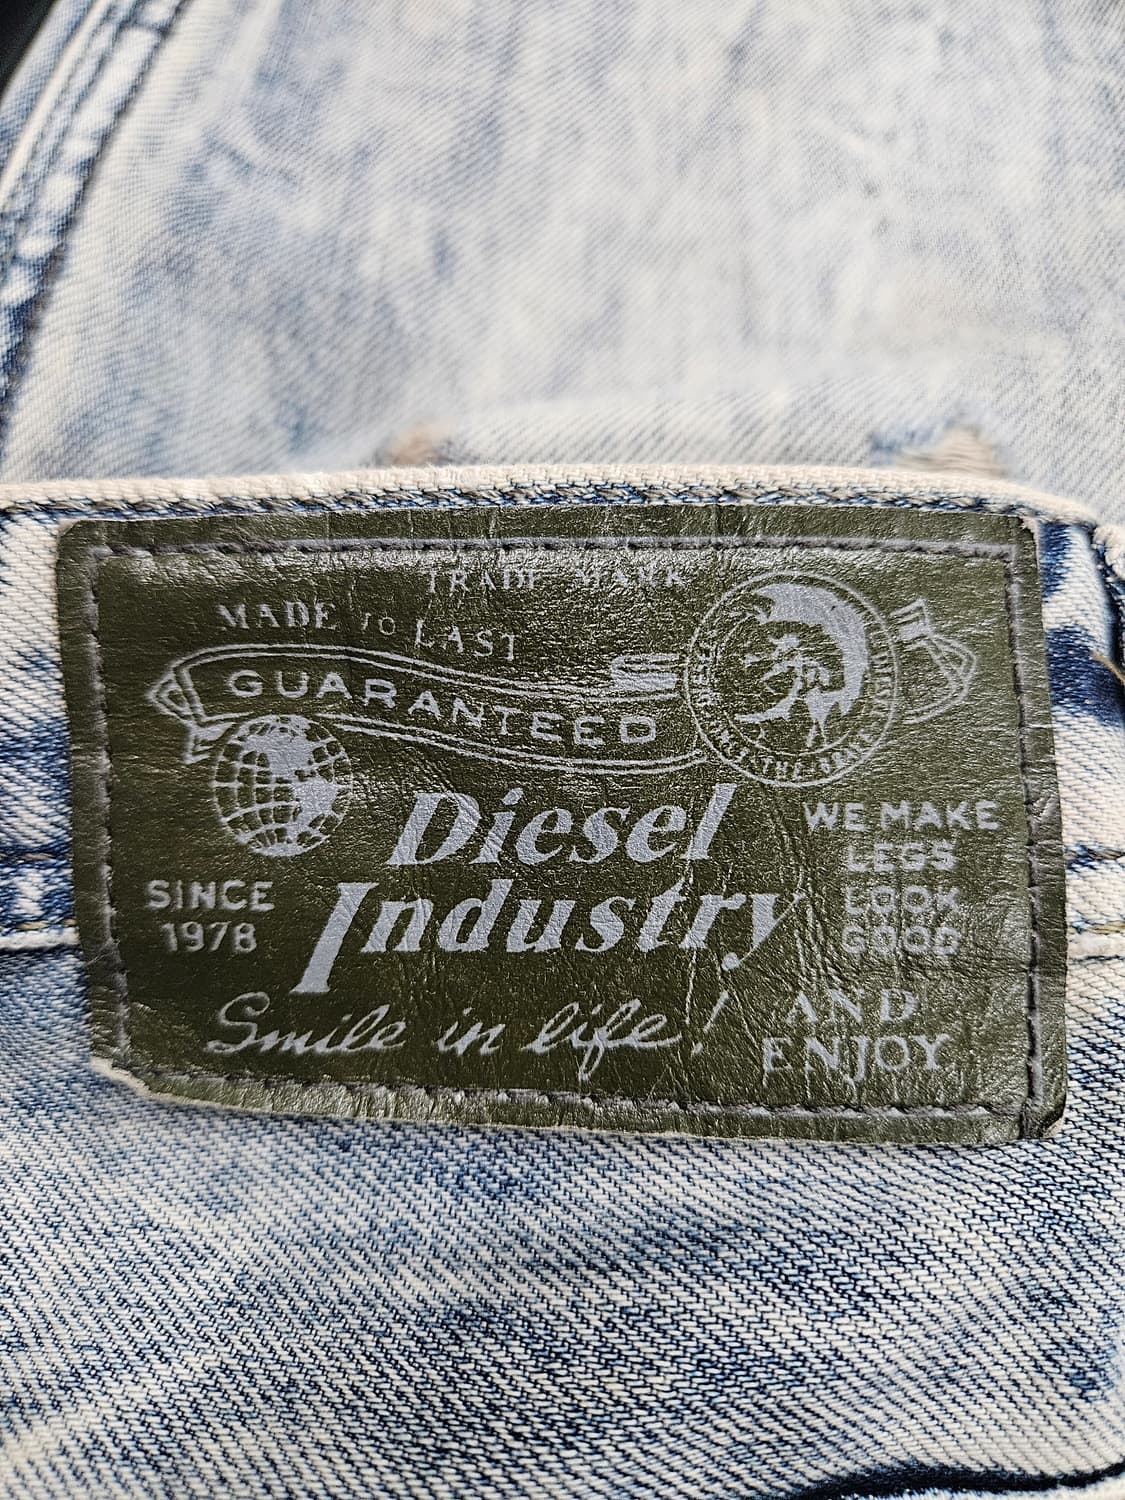 TRADE MARK
MADE TO LAST
GUARANTEED
Diesel
Industry
SINCE
1978
WE MAKE
LEGS
LOOK
GOOD
AND
ENJOY
Smile in life!